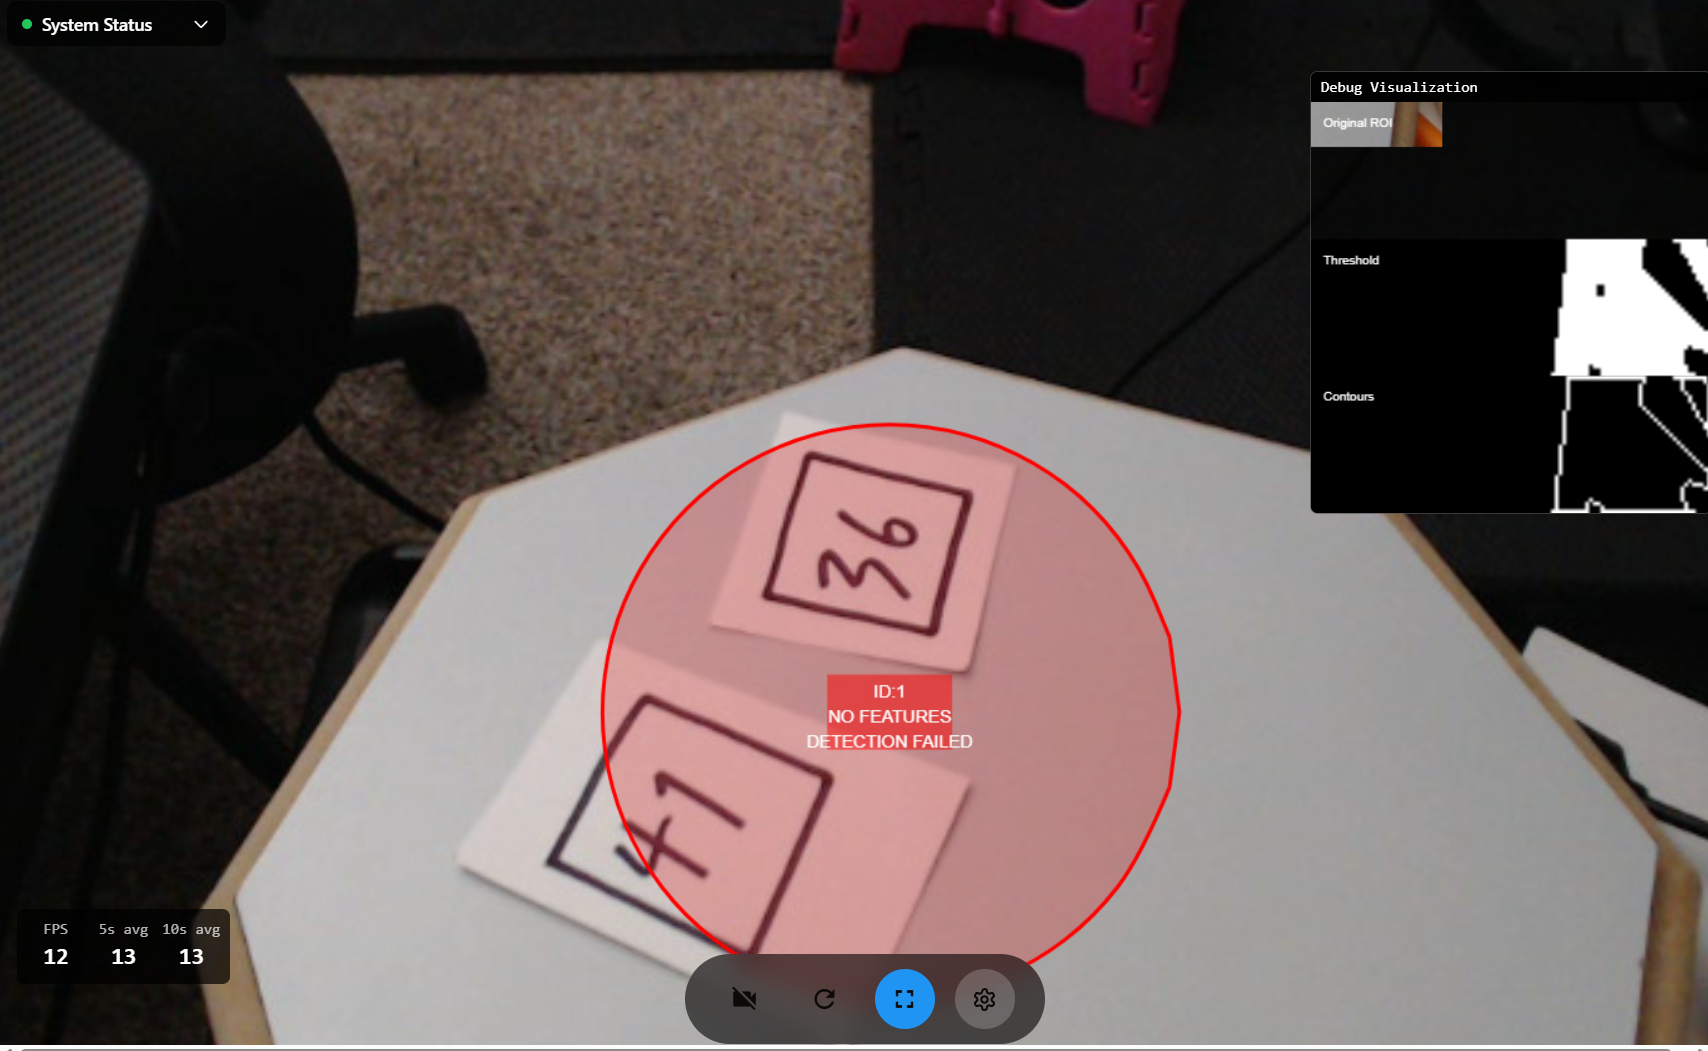 System Status
Debug Visualization
Original ROI
Threshold
Contours
36
ID:1
NO FEATURES
DETECTION FAILED
41
FPS 5s avg 10s avg
12 13 13